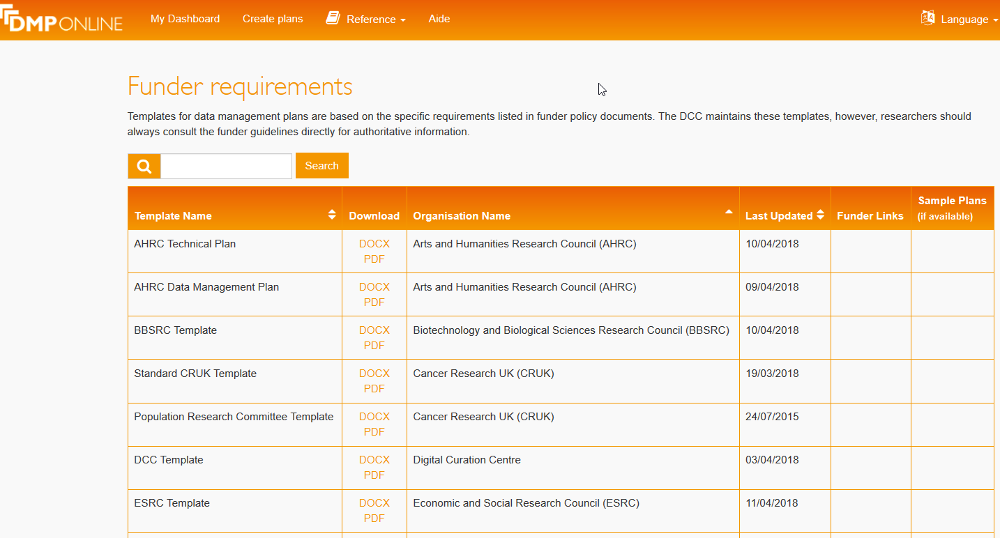 DMPONLINE My Dashboard Create plans Reference Aide Language
Funder requirements
Templates for data management plans are based on the specific requirements listed in funder policy documents. The DCC maintains these templates, however, researchers should
always consult the funder guidelines directly for authoritative information.
Search
Template Name Download Organisation Name Last Updated Funder Links Sample Plans
(if available)
AHRC Technical Plan DOCX Arts and Humanities Research Council (AHRC) 10/04/2018
PDF
AHRC Data Management Plan DOCX Arts and Humanities Research Council (AHRC) 09/04/2018
PDF
BBSRC Template DOCX Biotechnology and Biological Sciences Research Council (BBSRC) 10/04/2018
PDF
Standard CRUK Template DOCX Cancer Research UK (CRUK) 19/03/2018
PDF
Population Research Committee Template DOCX Cancer Research UK (CRUK) 24/07/2015
PDF
DCC Template DOCX Digital Curation Centre 03/04/2018
PDF
ESRC Template DOCX Economic and Social Research Council (ESRC) 11/04/2018
PDF